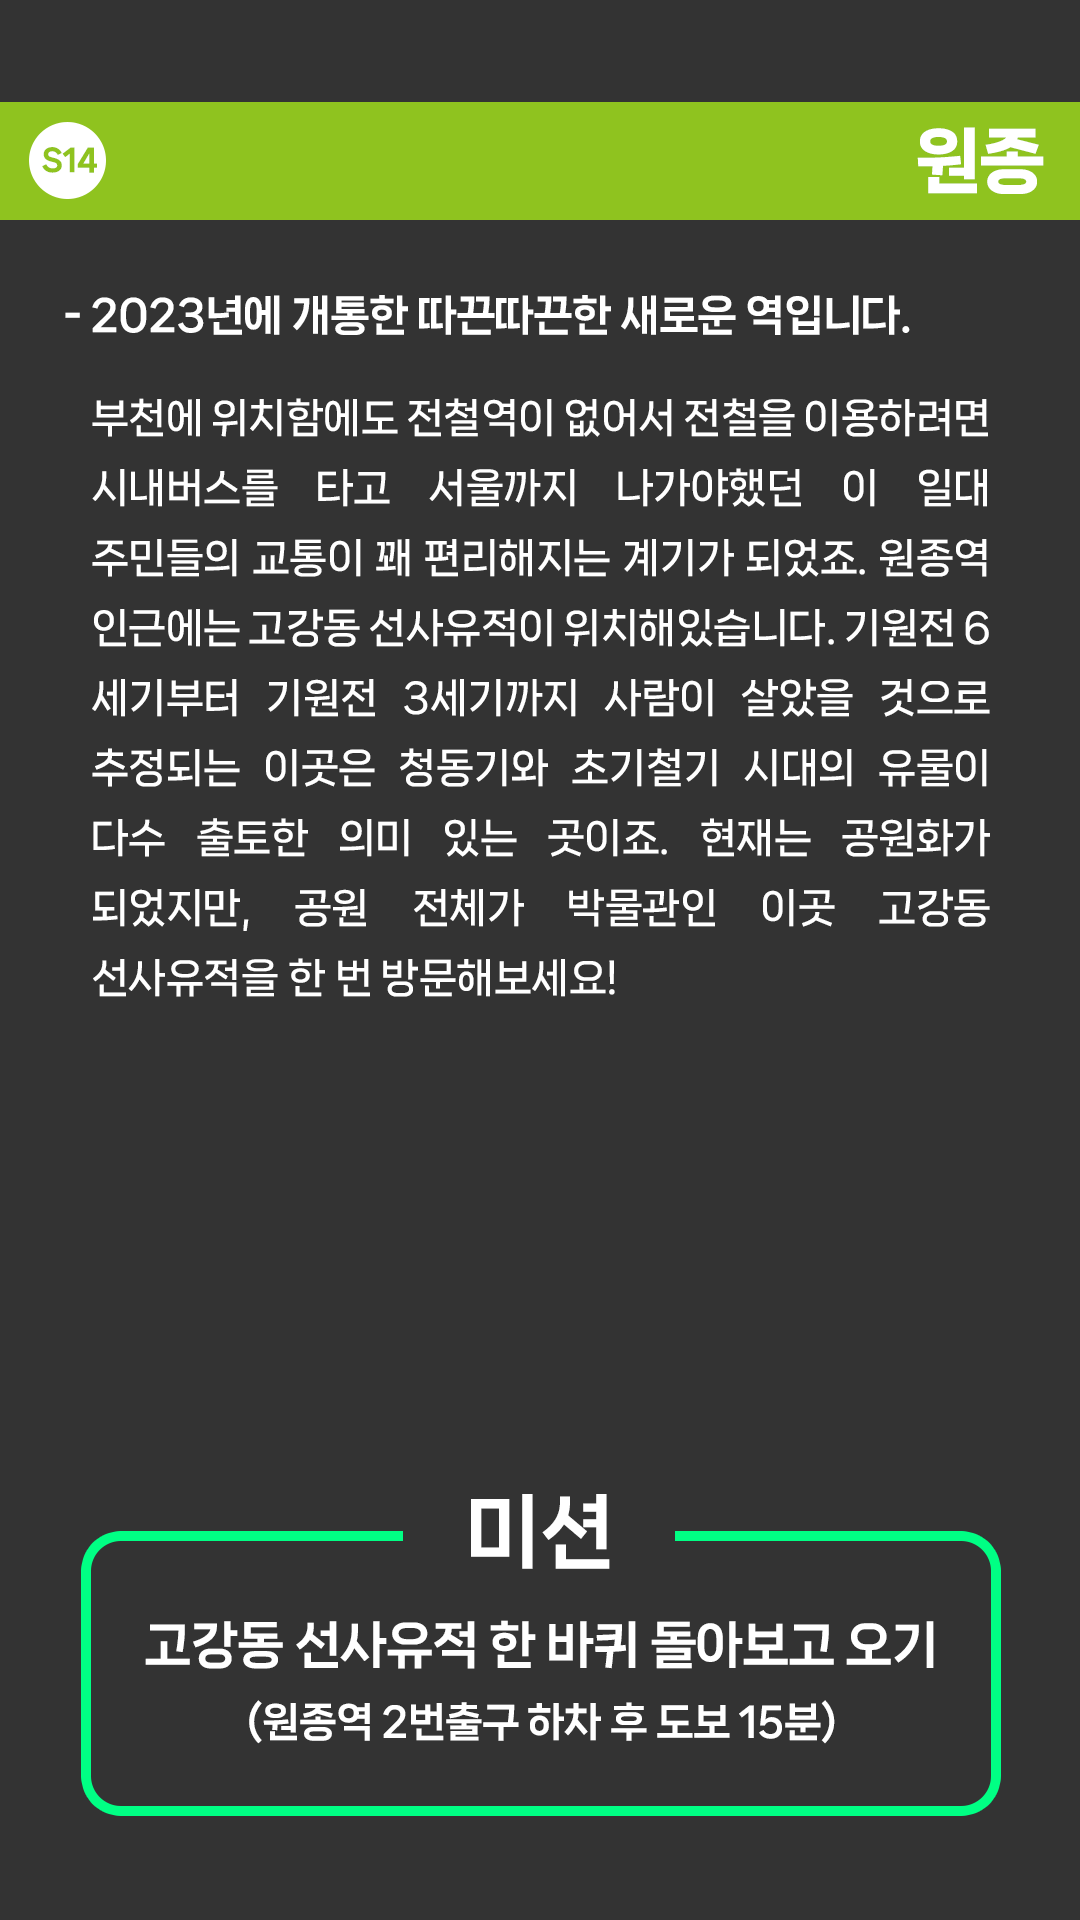 S14
원종
- 2023년에 개통한 따끈따끈한 새로운 역입니다.
부천에 위치함에도 전철역이 없어서 전철을 이용하려면
시내버스를 타고 서울까지 나가야했던 이 일대
주민들의 교통이 꽤 편리해지는 계기가 되었죠. 원종역
인근에는 고강동 선사유적이 위치해있습니다. 기원전 6
세기부터 기원전 3세기까지 사람이 살았을 것으로
추정되는 이곳은 청동기와 초기철기 시대의 유물이
다수 출토한 의미 있는 곳이죠. 현재는 공원화가
되었지만, 공원 전체가 박물관인 이곳 고강동
선사유적을 한 번 방문해보세요!
미션
고강동 선사유적 한 바퀴 돌아보고 오기
(원종역 2번출구 하차 후 도보 15분)